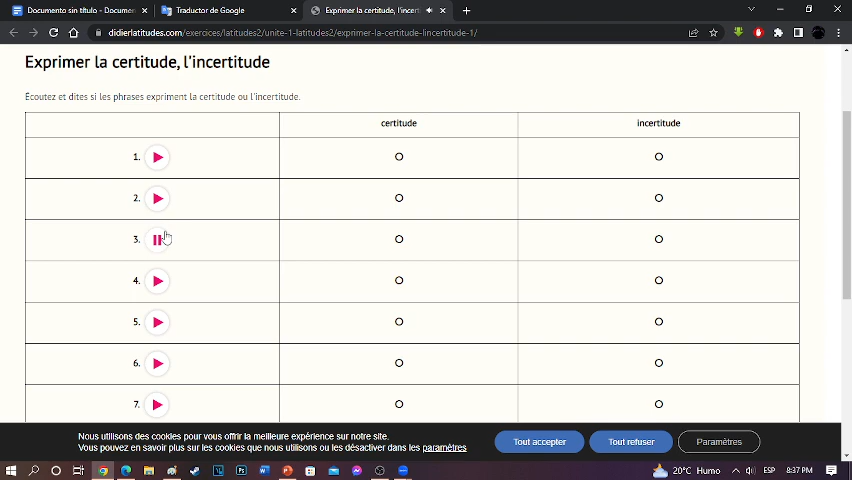 Documento sin título - Documen
Traductor de Google
Exprimer la certitude, l'incert
didierlatitudes.com/exercices/latitudes2/unite-1-latitudes2/exprimer-la-certitude-lincertitude-1/
Exprimer la certitude, l'incertitude
Écoutez et dites si les phrases expriment la certitude ou l'incertitude.
certitude incertitude
1.
2.
3.
4.
5.
6.
7.
Nous utilisons des cookies pour vous offrir la meilleure expérience sur notre site.
Vous pouvez en savoir plus sur les cookies que nous utilisons ou les désactiver dans les paramètres
Tout accepter Tout refuser Paramètres
20°C Humo ESP 8:37 PM